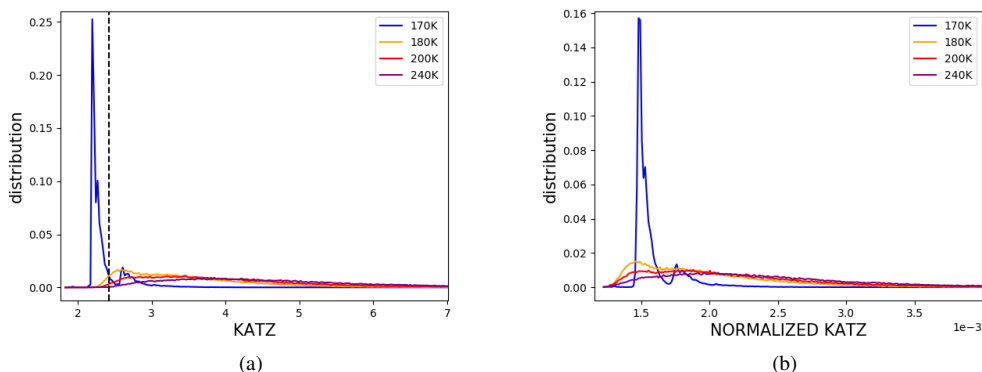 0.25
0.20
0.15
0.10
0.05
0.00
distribution
2
3
4
5
6
7
KATZ
170K
180K
200K
240K
(a)
0.16
0.14
0.12
0.10
0.08
0.06
0.04
0.02
0.00
distribution
1.5
2.0
2.5
3.0
3.5
1e−3
NORMALIZED KATZ
170K
180K
200K
240K
(b)